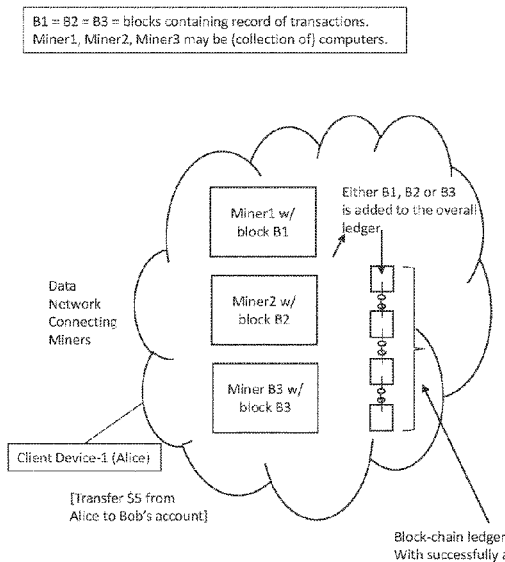 B1 = B2 = B3 = blocks containing record of transactions.
Miner1, Miner2, Miner3 may be (collection of) computers.
Either B1, B2 or B3
is added to the overall
ledger
Miner1 w/
block B1
Data
Network
Connecting
Miners
Miner2 w/
block B2
Miner B3 w/
block B3
Client Device-1 (Alice)
[Transfer $5 from
Alice to Bob's account]
Block-chain ledger
With successfully a